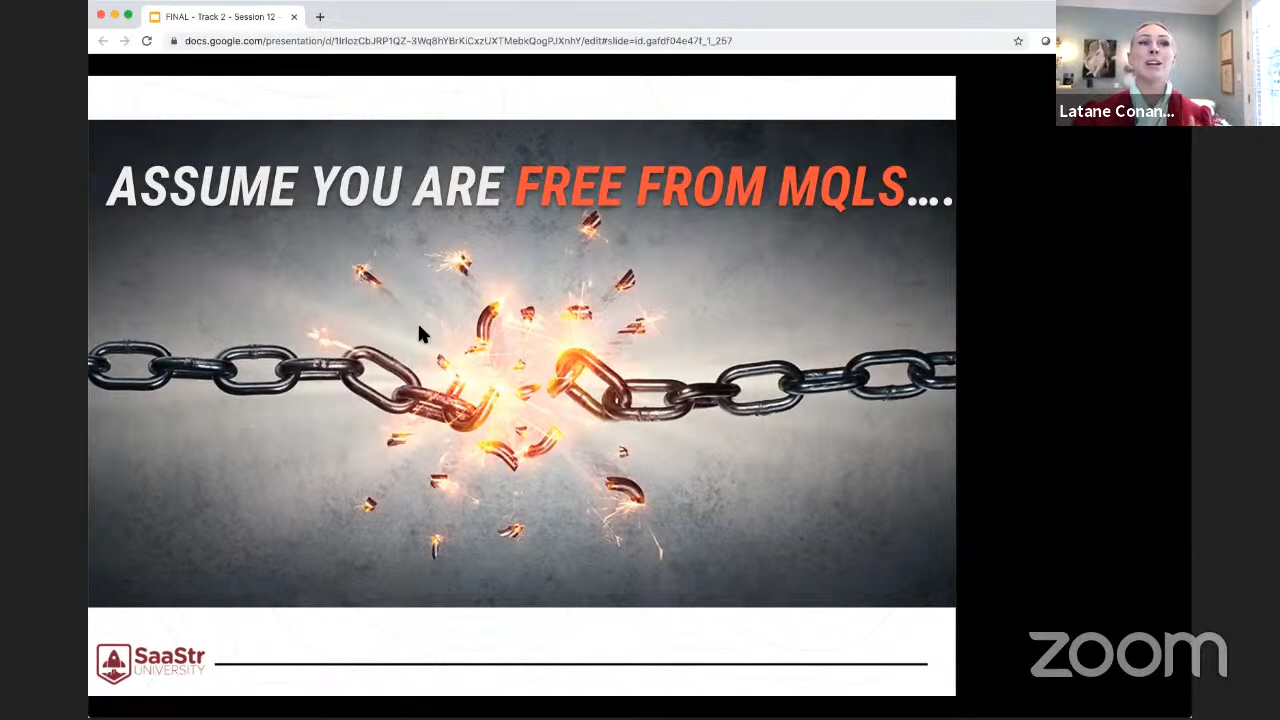 FINAL - Track 2 - Session 12 -
docs.google.com/presentation/d/1lrlozCbJRP1QZ-3Wq8hYBrKiCxzUXTMebkQogPJXnhY/edit#slide=id.gafdf04e47f_1_257
Latane Conan...
ASSUME YOU ARE FREE FROM MQLS....
SaaStr
UNIVERSITY
zoom